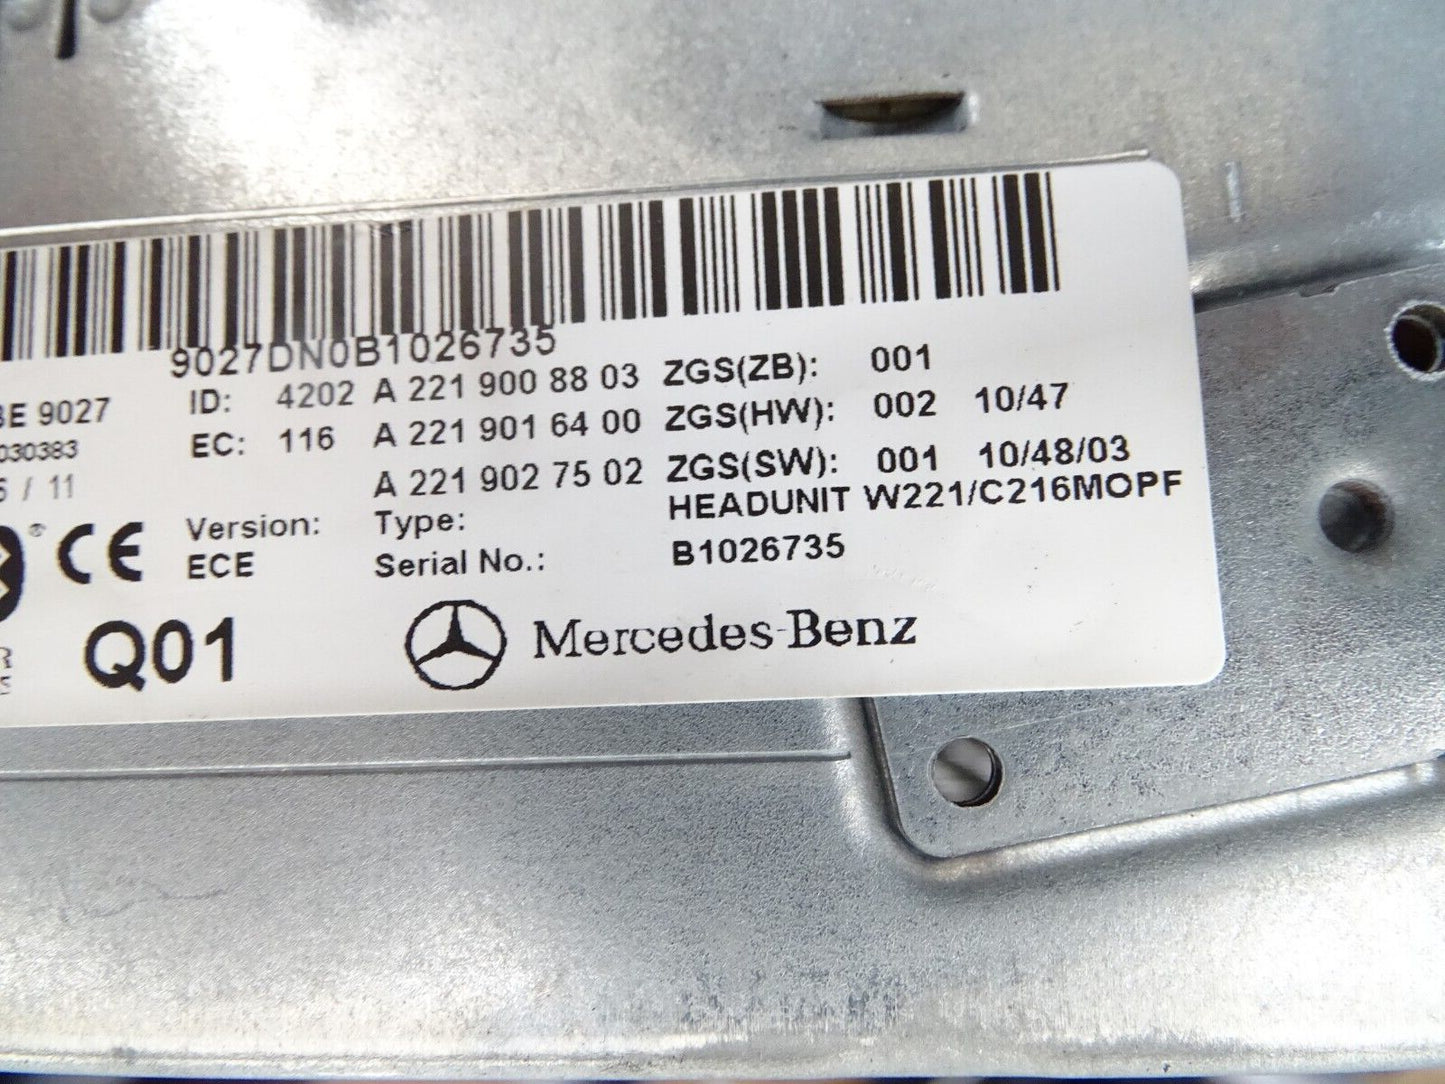 9027DN0B1026735
BE 9027 ID: 4202 A 221 900 88 03 ZGS(ZB): 001
030383 EC: 116 A 221 901 64 00 ZGS(HW): 002 10/47
/ 11 A 221 902 75 02 ZGS(SW): 001 10/48/03
® CE Version: Type: HEADUNIT W221/C216MOPF
ECE Serial No.: B1026735
Q01 Mercedes-Benz